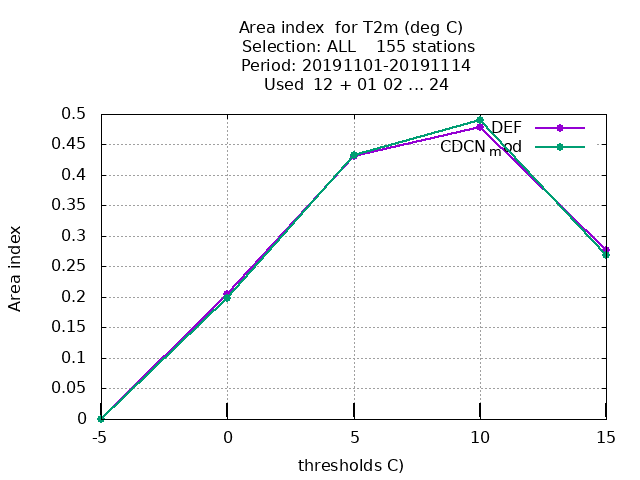 Area index  for T2m (deg C)
Selection: ALL    155 stations
Period: 20191101-20191114
Used  12 + 01 02 ... 24
0.5
0.45
0.4
0.35
0.3
0.25
0.2
0.15
0.1
0.05
0
-5
0
5
10
15
Area index
thresholds C)
DEF
CDCNmod